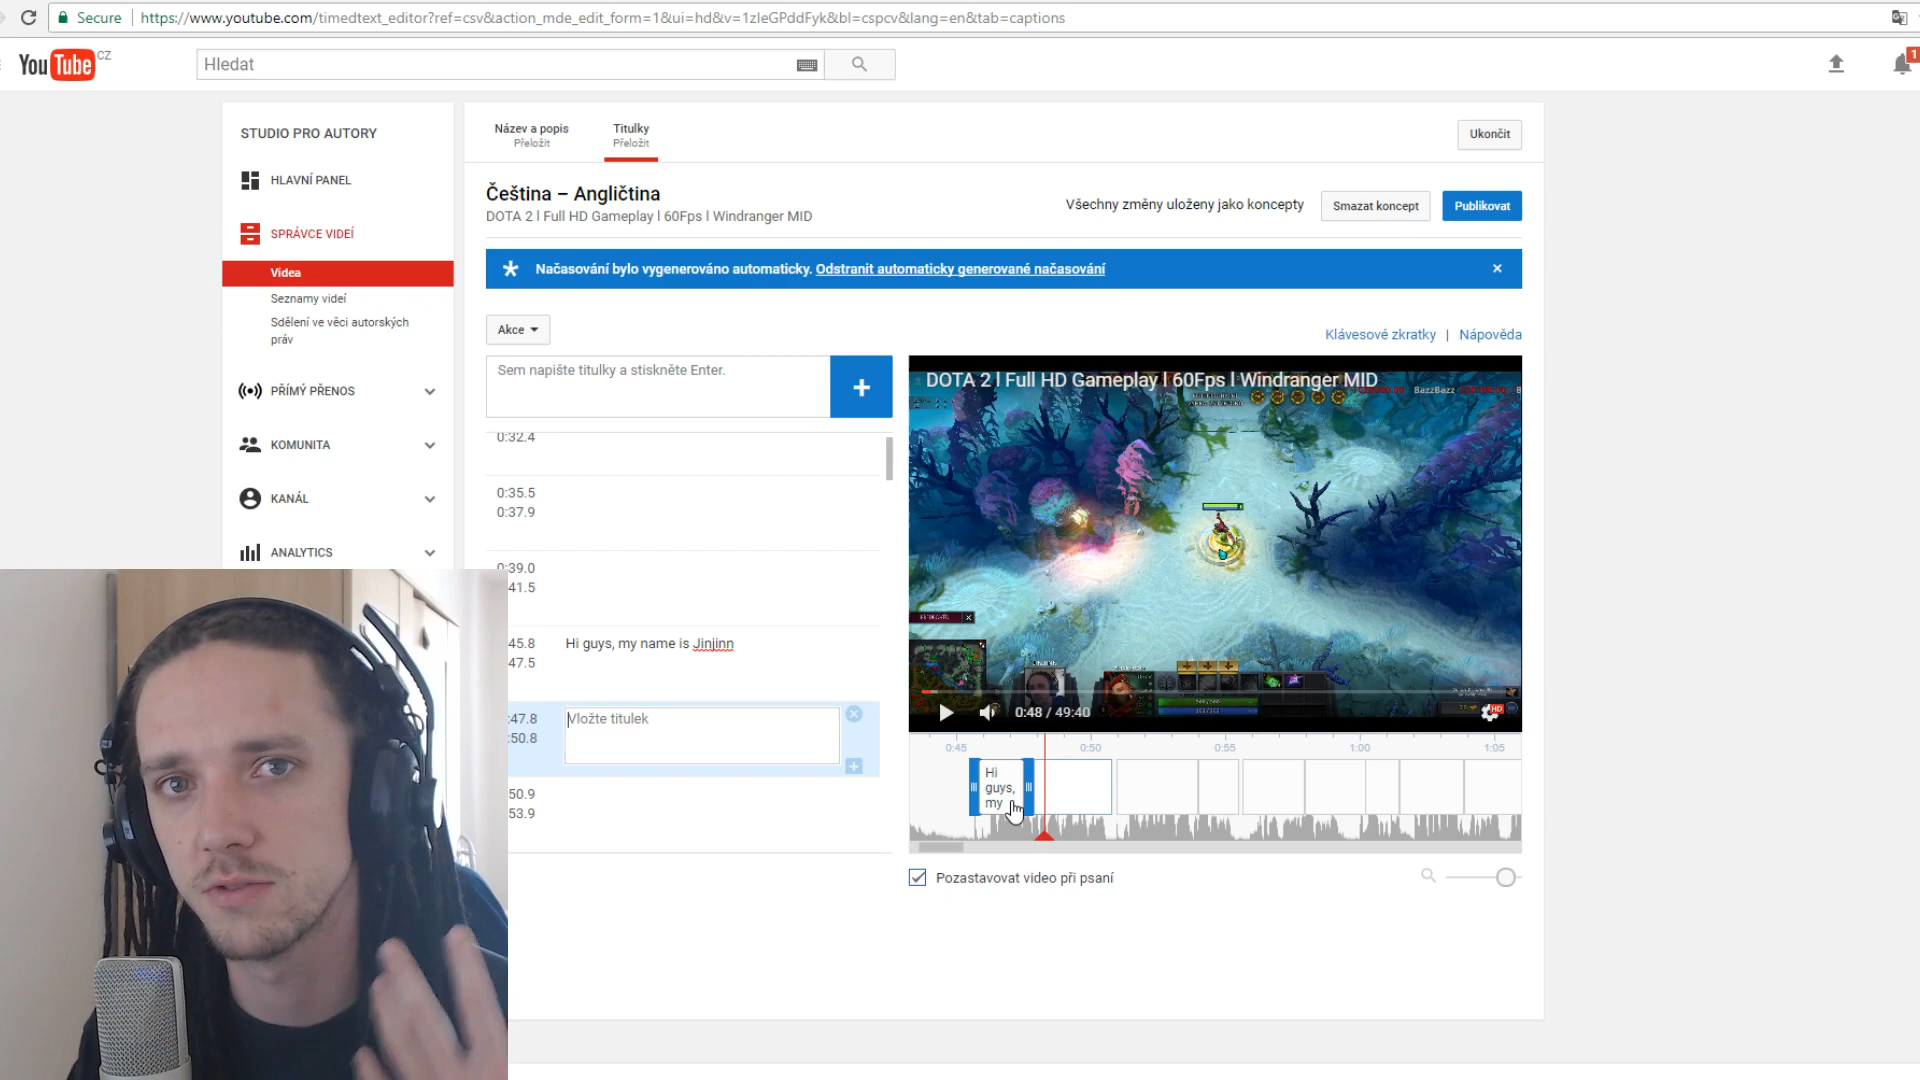 Secure https://www.youtube.com/timedtext_editor?ref=csv&action_mde_edit_form=1&ui=hd&v=1zleGPddFyk&bl=cspcv&lang=en&tab=captions
YouTube CZ
Hledat
1
STUDIO PRO AUTORY
HLAVNÍ PANEL
SPRÁVCE VIDEÍ
Videa
Seznamy videí
Sdělení ve věci autorských
práv
PŘÍMÝ PŘENOS
KOMUNITA
KANÁL
ANALYTICS
Název a popis
Přeložit
Titulky
Přeložit
Ukončit
Čeština – Angličtina
DOTA 2 l Full HD Gameplay l 60Fps l Windranger MID
Všechny změny uloženy jako koncepty
Smazat koncept
Publikovat
Načasování bylo vygenerováno automaticky. Odstranit automaticky generované načasování
Akce
Klávesové zkratky | Nápověda
Sem napište titulky a stiskněte Enter.
0:32.4
0:35.5
0:37.9
0:39.0
41.5
45.8 Hi guys, my name is Jinjinn
47.5
:47.8 Vložte titulek
:50.8
50.9
53.9
DOTA 2 l Full HD Gameplay l 60Fps l Windranger MID
BazzBazz
0:48 / 49:40
HD
0:45 0:50 0:55 1:00 1:05
Hi
guys,
my
Pozastavovat video při psaní